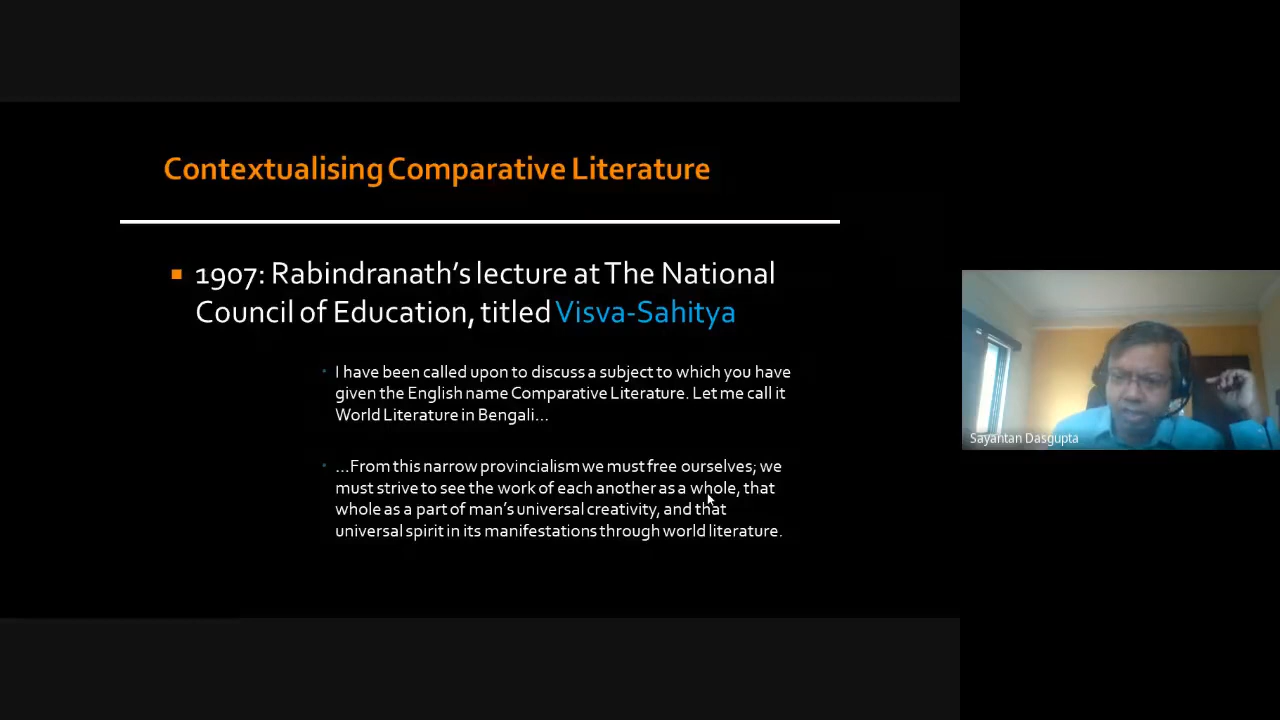 Contextualising Comparative Literature
1907: Rabindranath's lecture at The National
Council of Education, titled Visva-Sahitya
I have been called upon to discuss a subject to which you have
given the English name Comparative Literature. Let me call it
World Literature in Bengali...
...From this narrow provincialism we must free ourselves; we
must strive to see the work of each another as a whole, that
whole as a part of man's universal creativity, and that
universal spirit in its manifestations through world literature.
Sayantan Dasgupta